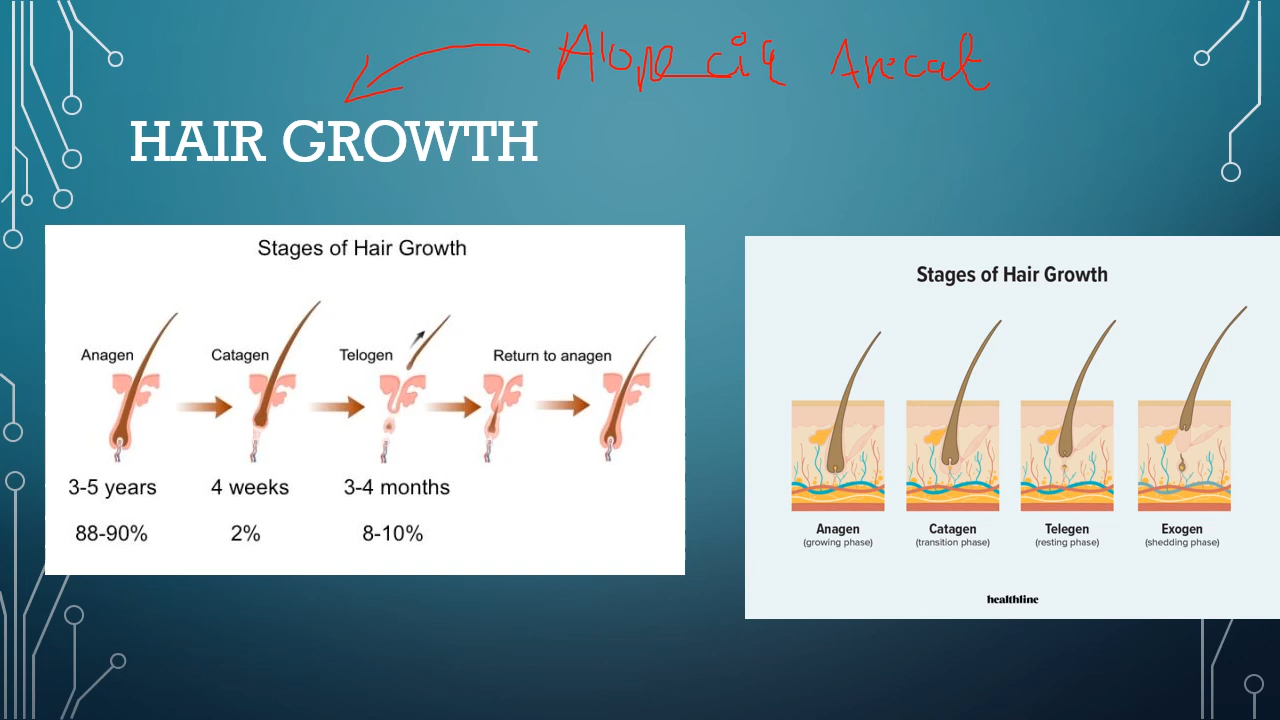 Alopecia Areat
HAIR GROWTH
Stages of Hair Growth
Anagen Catagen Telogen Return to anagen
3-5 years 4 weeks 3-4 months
88-90% 2% 8-10%
Stages of Hair Growth
Anagen Catagen Telegen Exogen
(growing phase) (transition phase) (resting phase) (shedding phase)
healthline